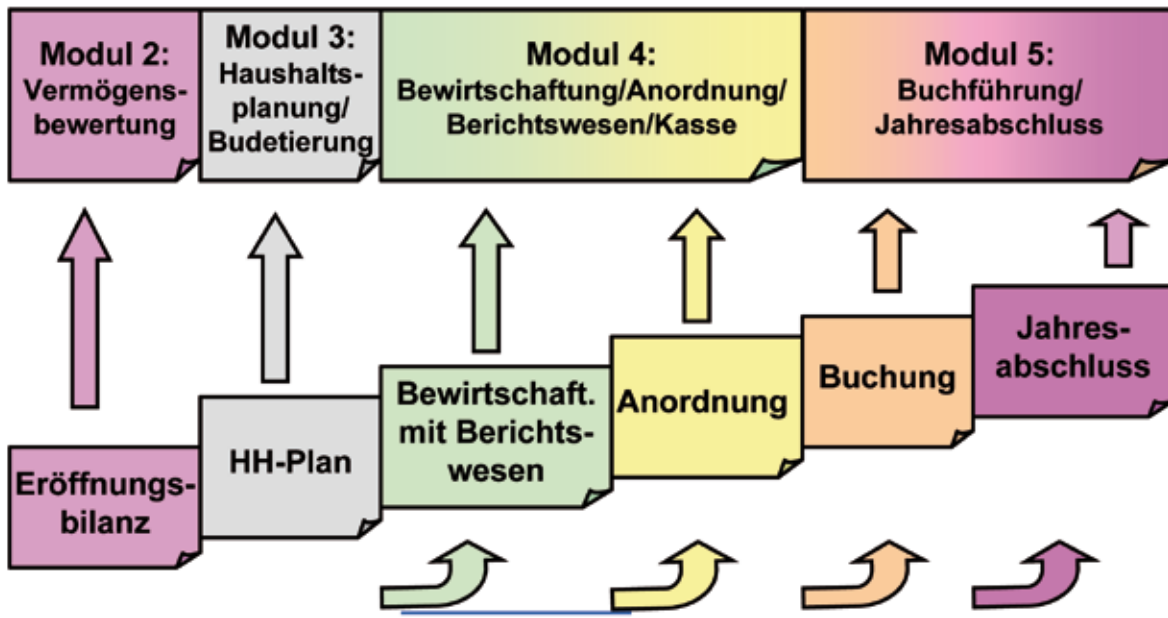 Modul 2:
Vermögens-
bewertung
Modul 3:
Haushalts-
planung/
Budetierung
Modul 4:
Bewirtschaftung/Anordnung/
Berichtswesen/Kasse
Modul 5:
Buchführung/
Jahresabschluss
Eröffnungs-
bilanz
HH-Plan
Bewirtschaft.
mit Berichts-
wesen
Anordnung
Buchung
Jahres-
abschluss